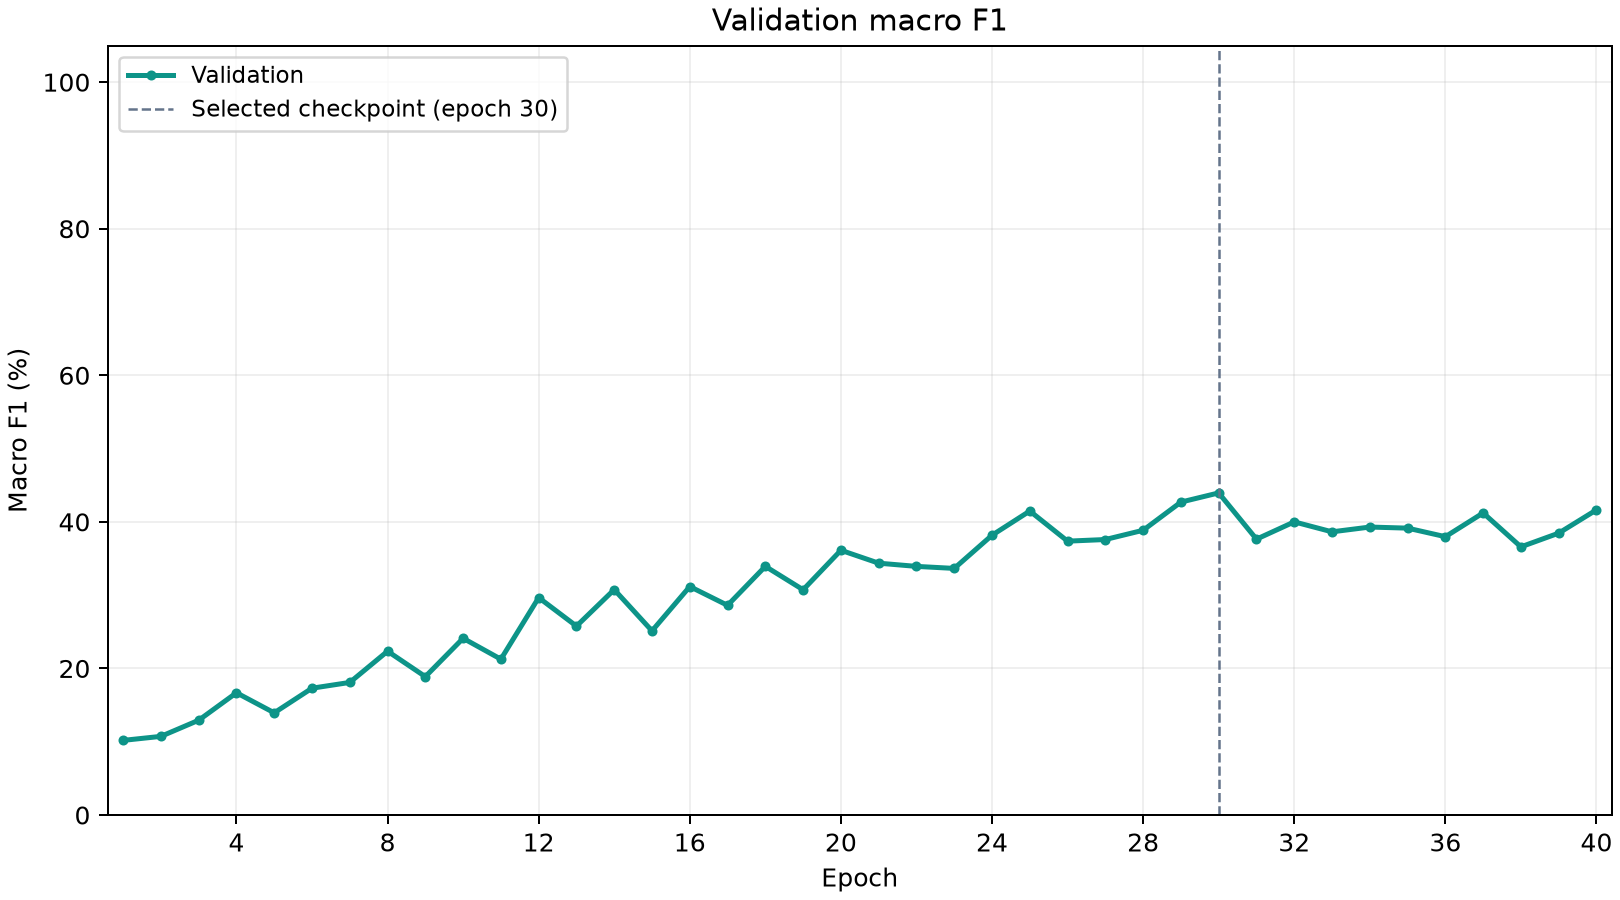 Validation macro F1
Validation
Selected checkpoint (epoch 30)
Macro F1 (%)
100
80
60
40
20
0
4 8 12 16 20 24 28 32 36 40
Epoch